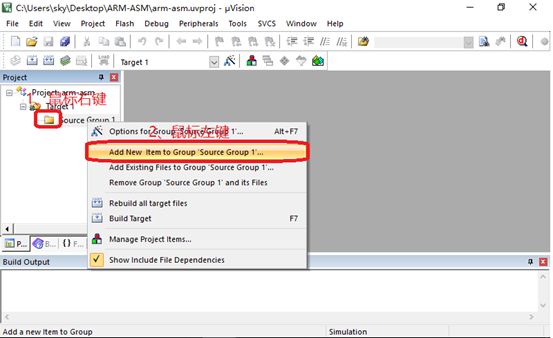 C:\Users\sky\Desktop\ARM-ASM\arm-asm.uvproj - µVision
File Edit View Project Flash Debug Peripherals Tools SVCS Window Help
Target 1
Project
Project: arm-asm
1、鼠标右键
Target 1
Source Group 1
2、鼠标左键
Options for Group 'Source Group 1'... Alt+F7
Add New Item to Group 'Source Group 1'...
Add Existing Files to Group 'Source Group 1'...
Remove Group 'Source Group 1' and its Files
Rebuild all target files
Build Target F7
Manage Project Items...
Show Include File Dependencies
P... B... {} F...
Build Output
Add a new Item to Group Simulation